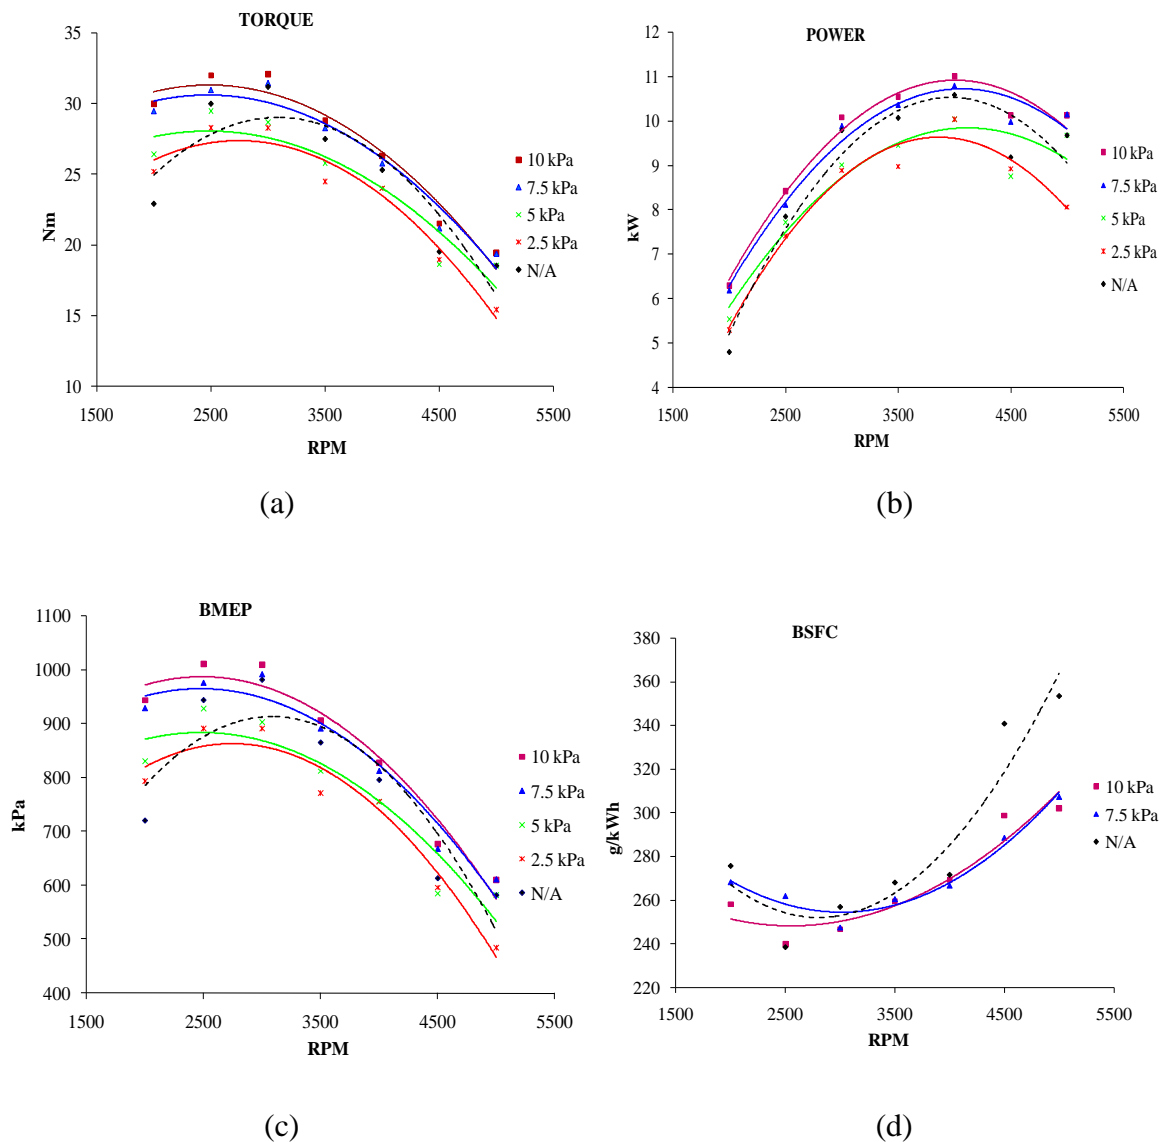 TORQUE
35
30
25
20
15
10
Nm
1500 2500 3500 4500 5500
RPM
10 kPa
7.5 kPa
5 kPa
2.5 kPa
N/A
(a)
POWER
12
11
10
9
8
7
6
5
4
kW
1500 2500 3500 4500 5500
RPM
10 kPa
7.5 kPa
5 kPa
2.5 kPa
N/A
(b)
BMEP
1100
1000
900
800
700
600
500
400
kPa
1500 2500 3500 4500 5500
RPM
10 kPa
7.5 kPa
5 kPa
2.5 kPa
N/A
(c)
BSFC
380
360
340
320
300
280
260
240
220
g/kWh
1500 2500 3500 4500 5500
RPM
10 kPa
7.5 kPa
N/A
(d)